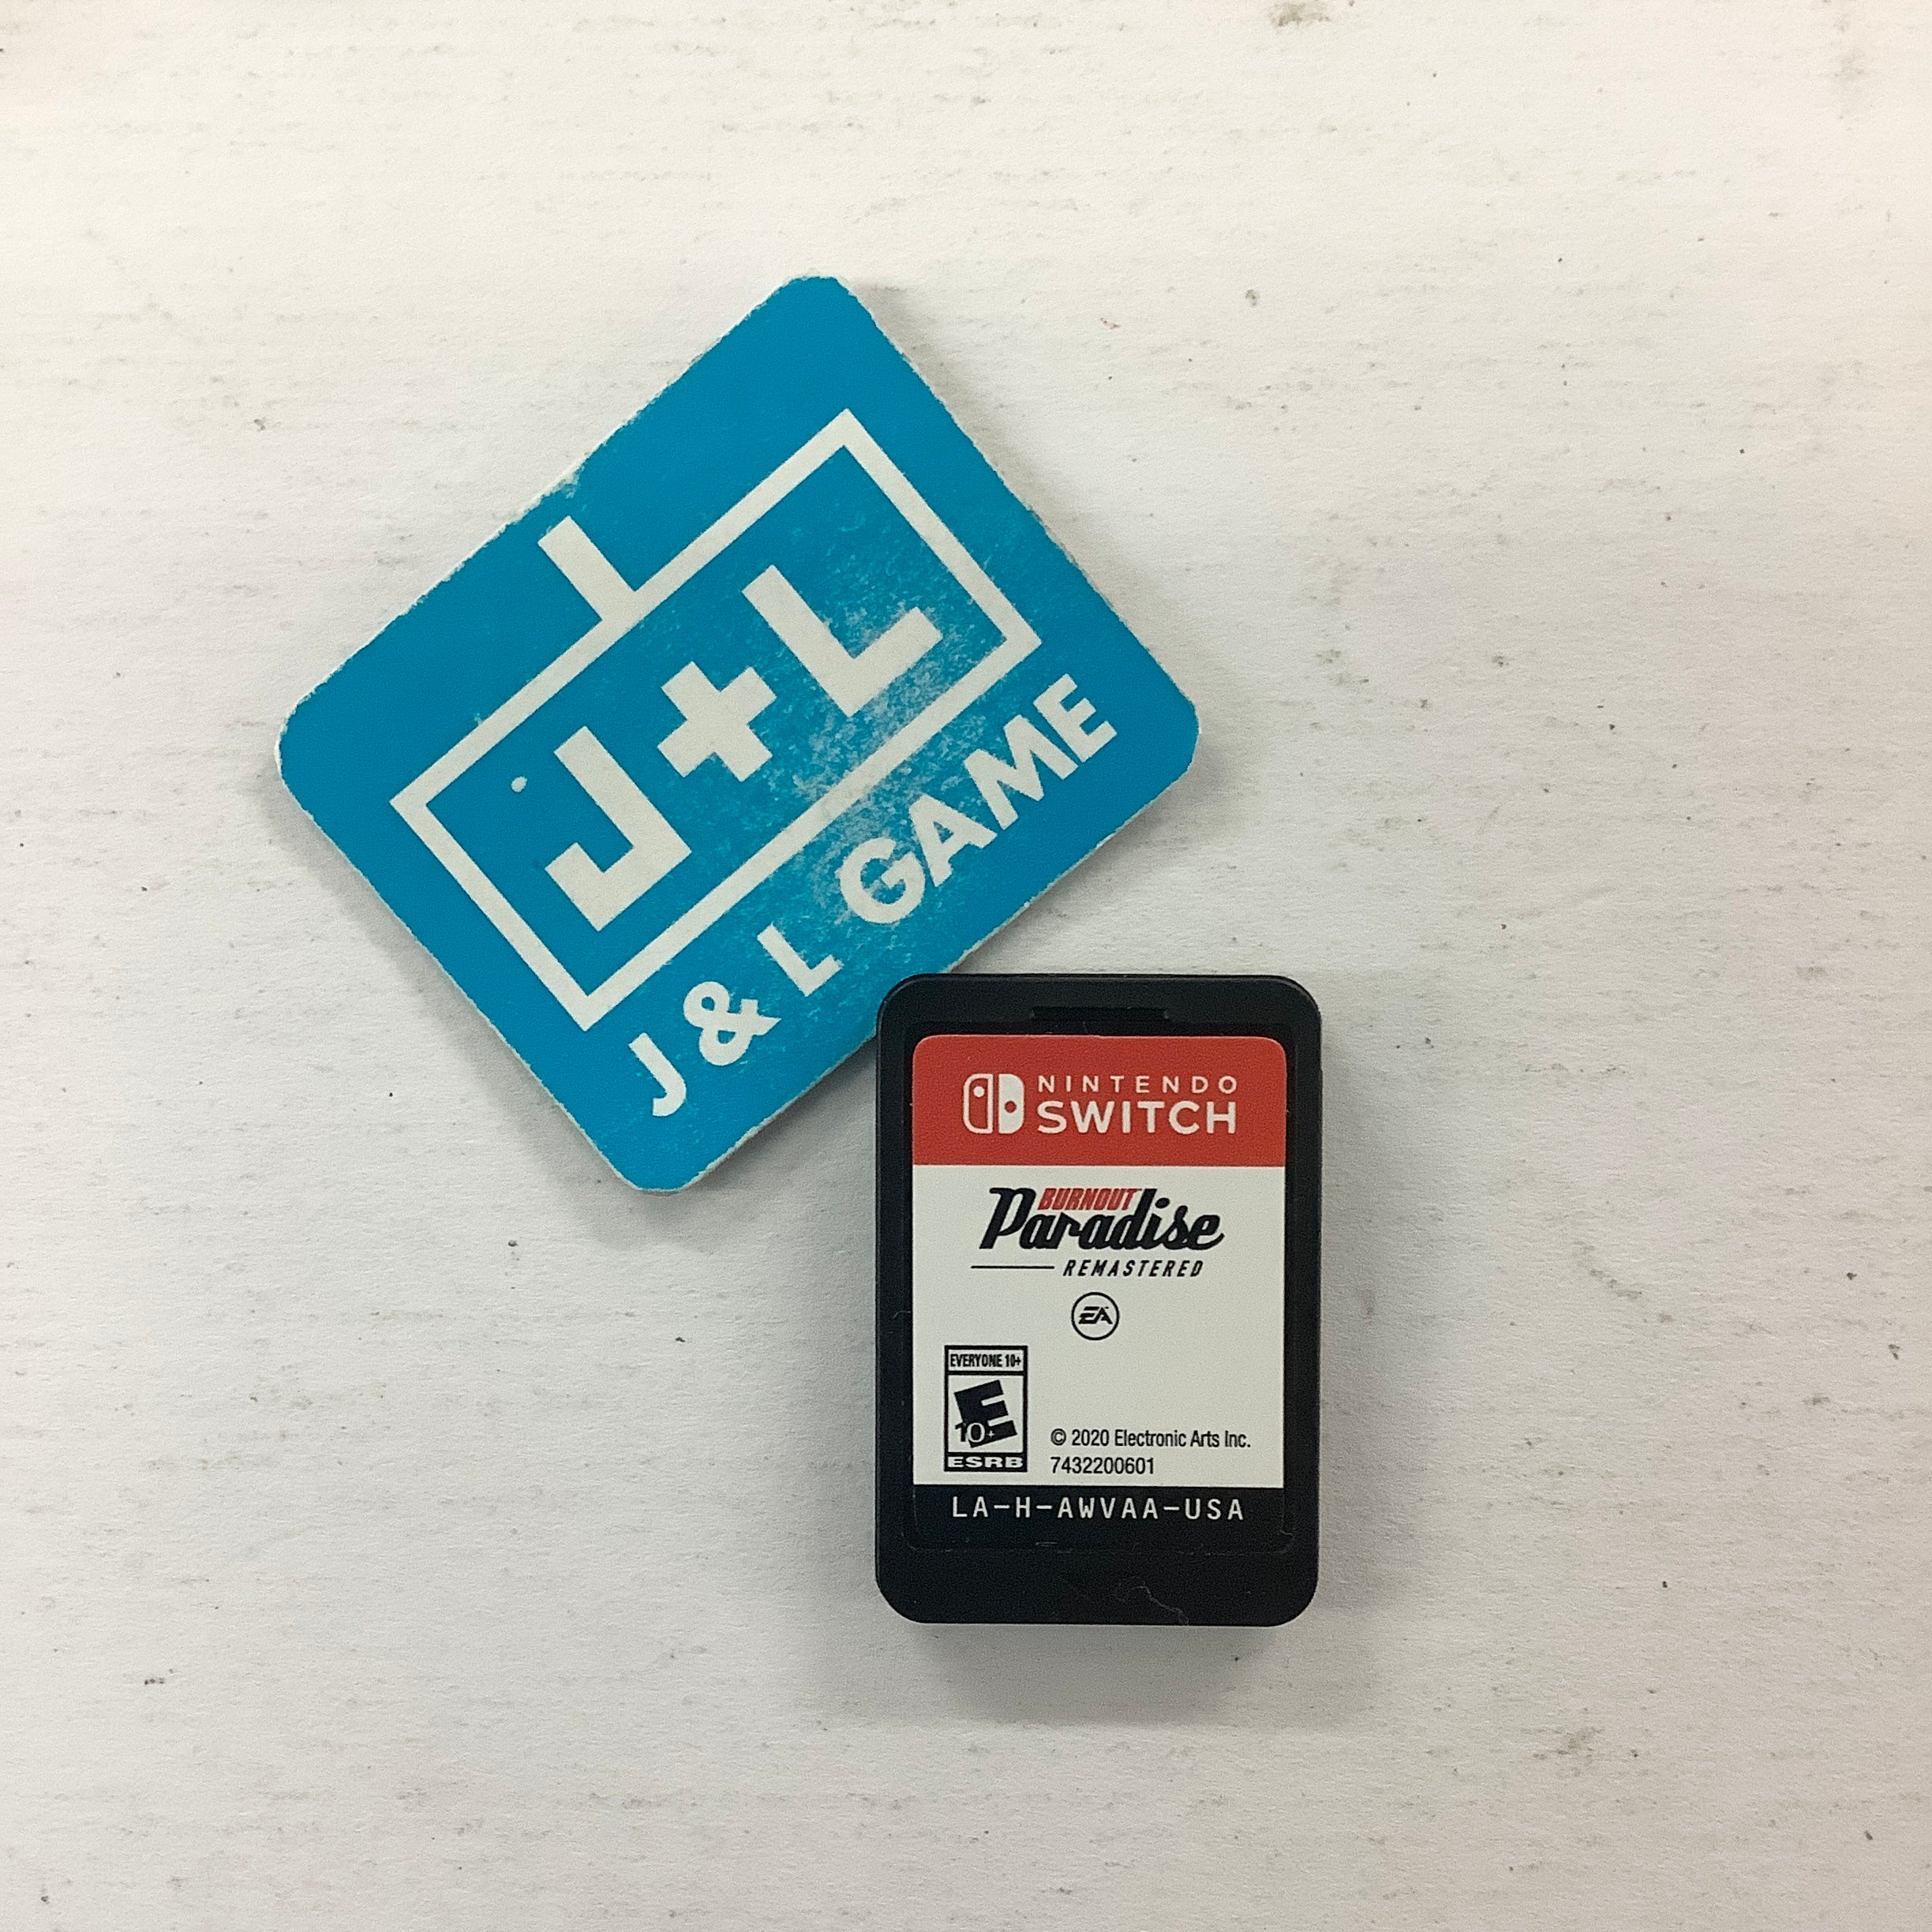 J+L
J & L GAME
NINTENDO
SWITCH
BURNOUT
Paradise
REMASTERED
EA
EVERYONE 10+
E
10+
ESRB
© 2020 Electronic Arts Inc.
7432200601
LA-H-AWVAA-USA